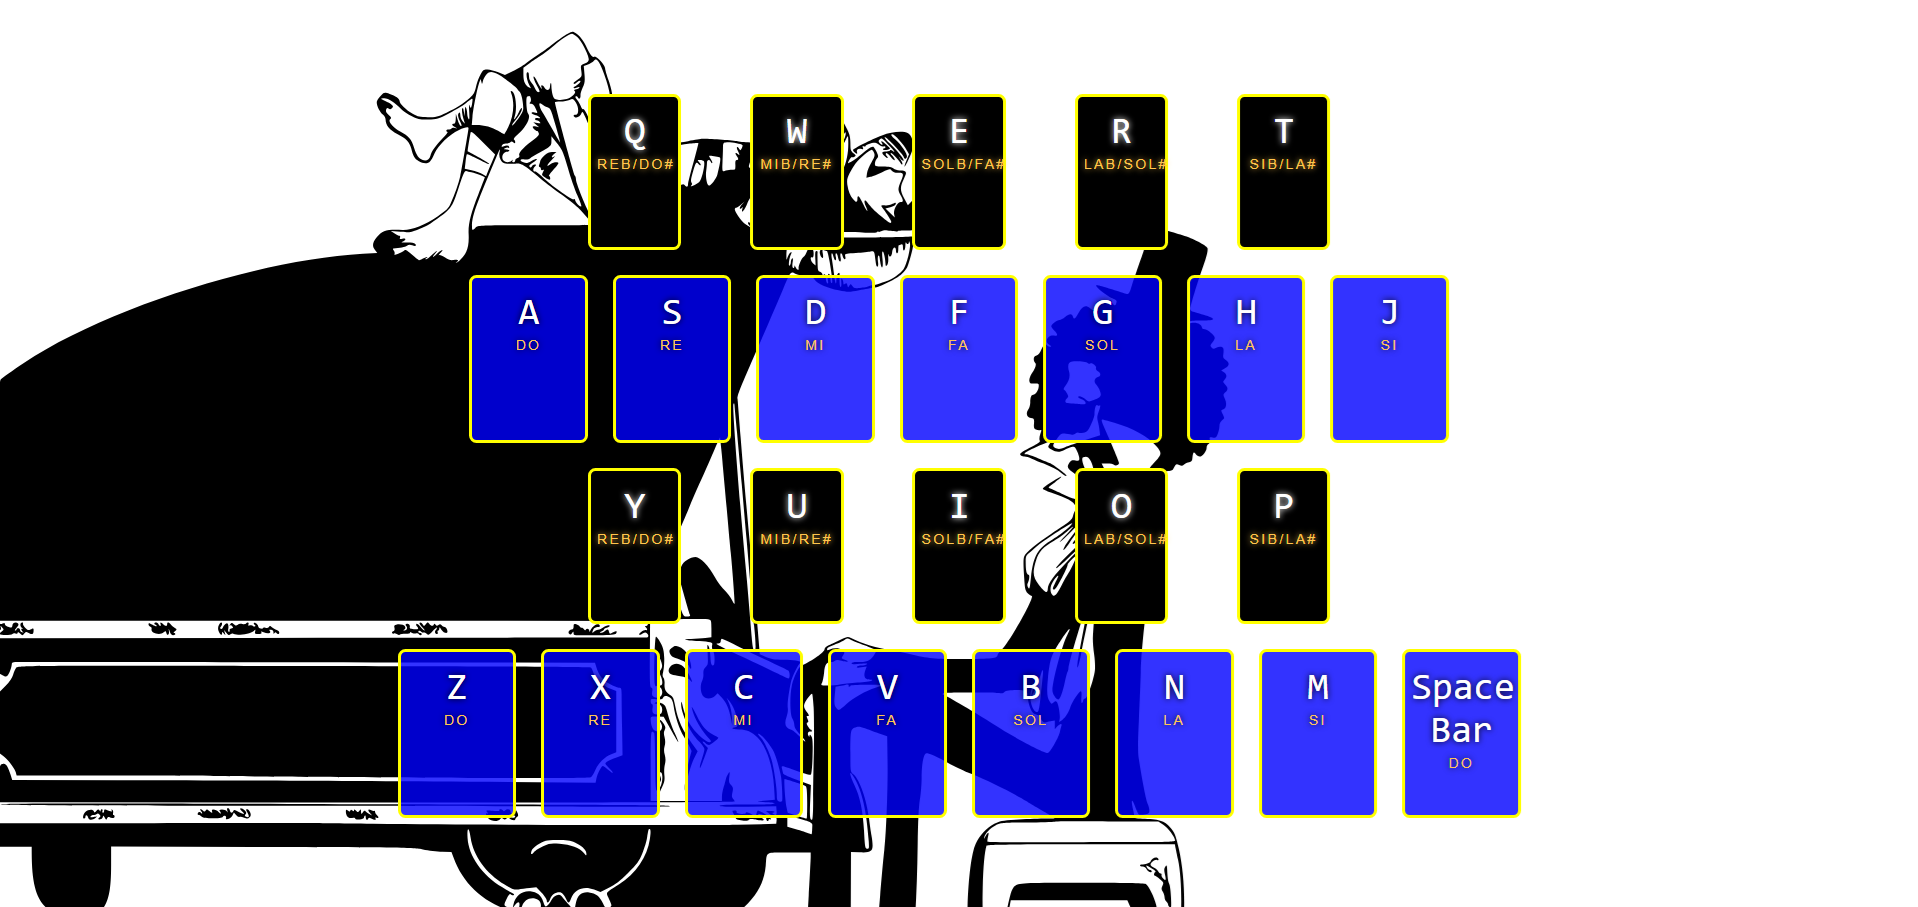 Q W E R T
REB/DO# MIB/RE# SOLB/FA# LAB/SOL# SIB/LA#
A S D F G H J
DO RE MI FA SOL LA SI
Y U I O P
REB/DO# MIB/RE# SOLB/FA# LAB/SOL# SIB/LA#
Z X C V B N M Space
Bar
DO RE MI FA SOL LA SI DO